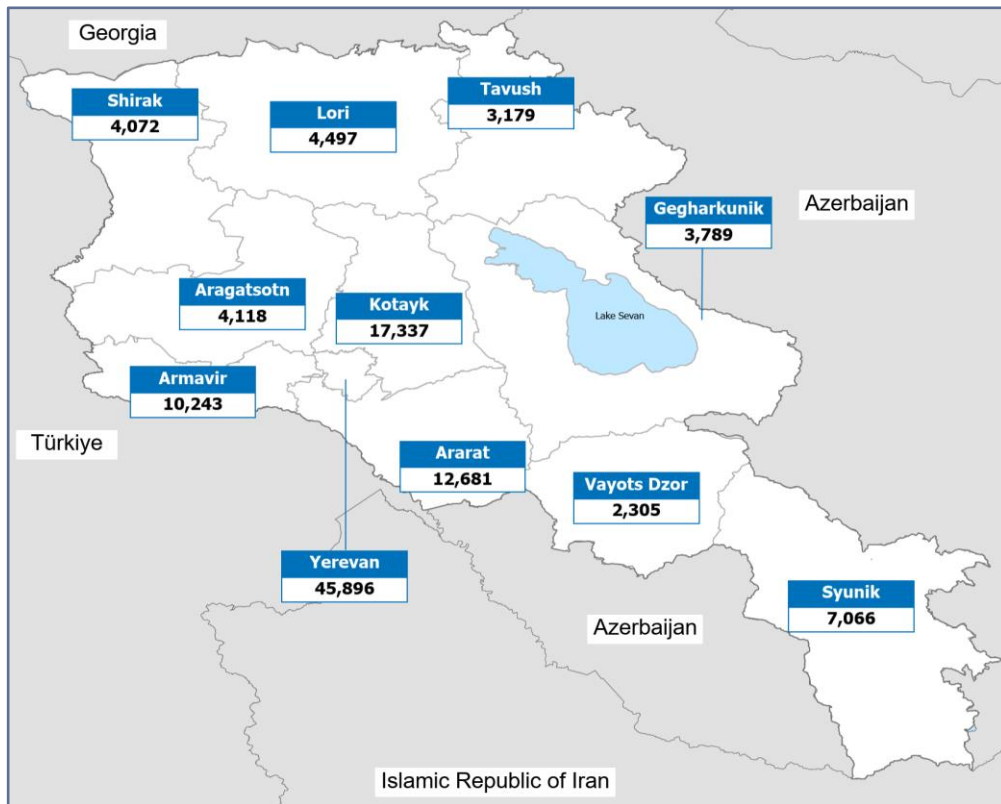 Georgia
Shirak
4,072
Lori
4,497
Tavush
3,179
Gegharkunik
3,789
Azerbaijan
Aragatsotn
4,118
Kotayk
17,337
Lake Sevan
Armavir
10,243
Türkiye
Ararat
12,681
Vayots Dzor
2,305
Yerevan
45,896
Syunik
7,066
Azerbaijan
Islamic Republic of Iran